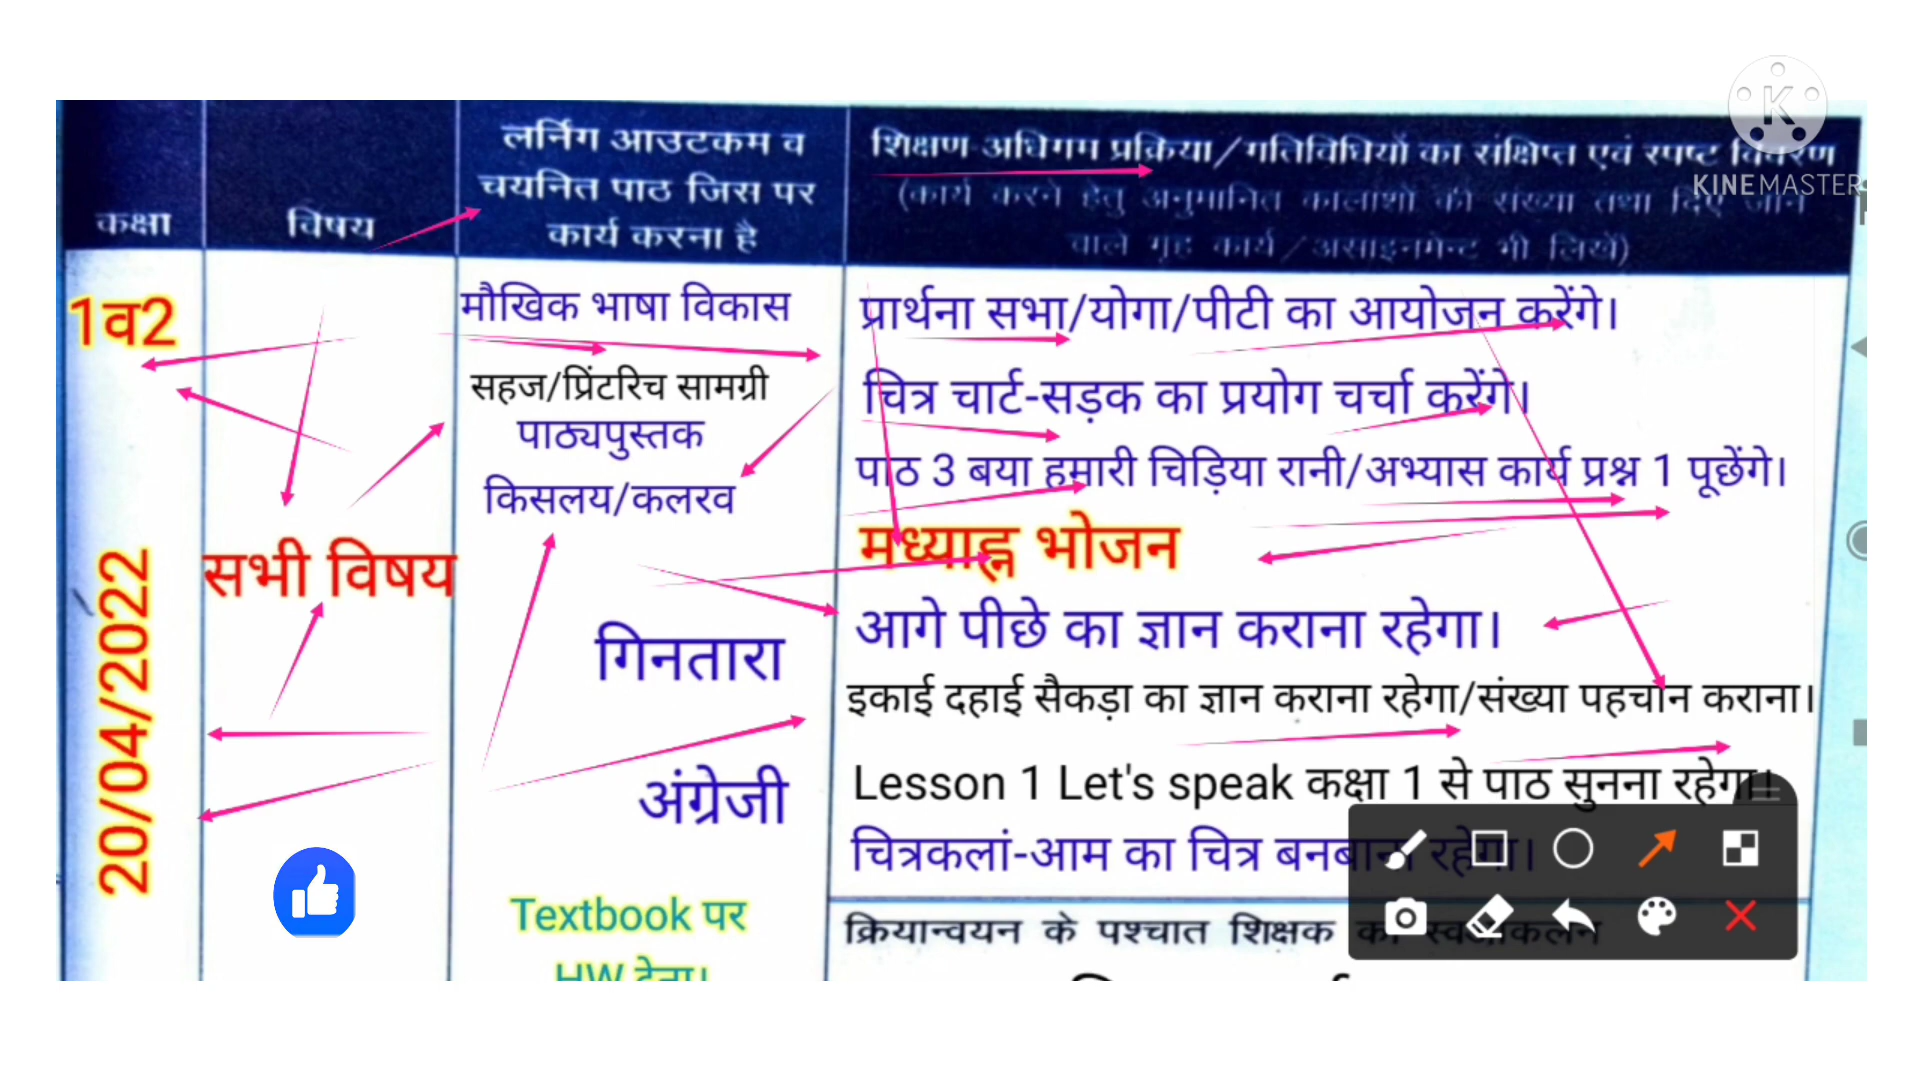 कक्षा
विषय
लर्निंग आउटकम व
चयनित पाठ जिस पर
कार्य करना है
शिक्षण अधिगम प्रक्रिया/गतिविधियों का संक्षिप्त एवं स्पष्ट विवरण
(कार्य करने हेतु अनुमानित कालांशों की संख्या तथा दिए जाने
वाले गृह कार्य/असाइनमेन्ट भी लिखें)
KINEMASTER
1व2
20/04/2022
सभी विषय
मौखिक भाषा विकास
सहज/प्रिंटरिच सामग्री
पाठ्यपुस्तक
किसलय/कलरव
गिनतारा
अंग्रेजी
Textbook पर
HW देना।
प्रार्थना सभा/योगा/पीटी का आयोजन करेंगे।
चित्र चार्ट-सड़क का प्रयोग चर्चा करेंगे।
पाठ 3 बया हमारी चिड़िया रानी/अभ्यास कार्य प्रश्न 1 पूछेंगे।
मध्याह्न भोजन
आगे पीछे का ज्ञान कराना रहेगा।
इकाई दहाई सैकड़ा का ज्ञान कराना रहेगा/संख्या पहचान कराना।
Lesson 1 Let's speak कक्षा 1 से पाठ सुनना रहेगा।
चित्रकलां-आम का चित्र बनबाना रहेगा।
क्रियान्वयन के पश्चात शिक्षक का स्वआकलन